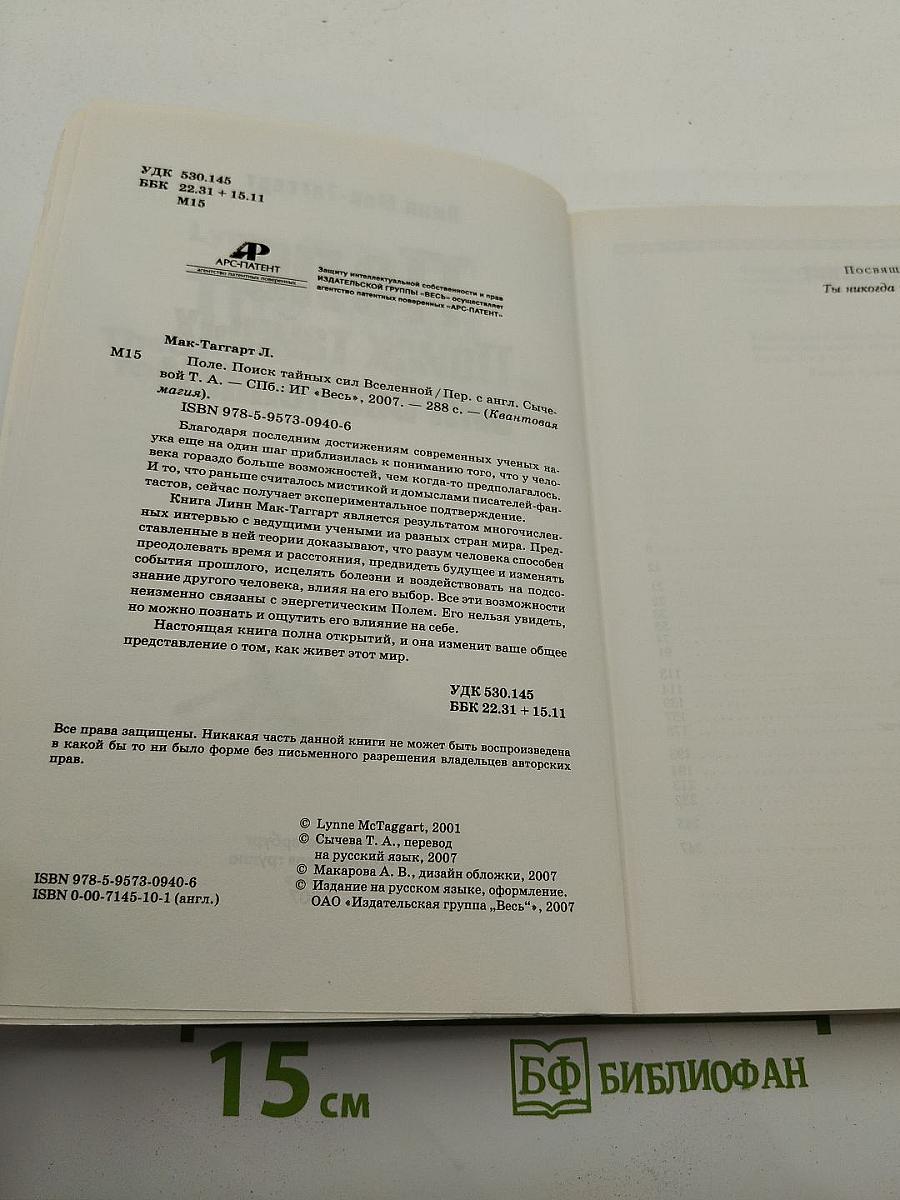 УДК 530.145
ББК 22.31 + 15.11
М15
АРС-ПАТЕНТ
агентство патентных поверенных
Защиту интеллектуальной собственности и прав
ИЗДАТЕЛЬСКОЙ ГРУППЫ «ВЕСЬ» осуществляет
агентство патентных поверенных «АРС-ПАТЕНТ»
Мак-Таггарт Л.
М15 Поле. Поиск тайных сил Вселенной / Пер. с англ. Сыче-
вой Т. А. — СПб.: ИГ «Весь», 2007. — 288 с. — (Квантовая
магия).
ISBN 978-5-9573-0940-6
Благодаря последним достижениям современных ученых на-
ука еще на один шаг приблизилась к пониманию того, что у чело-
века гораздо больше возможностей, чем когда-то предполагалось.
И то, что раньше считалось мистикой и домыслами писателей-фан-
тастов, сейчас получает экспериментальное подтверждение.
Книга Линн Мак-Таггарт является результатом многочислен-
ных интервью с ведущими учеными из разных стран мира. Пред-
ставленные в ней теории доказывают, что разум человека способен
преодолевать время и расстояния, предвидеть будущее и изменять
события прошлого, исцелять болезни и воздействовать на подсо-
знание другого человека, влияя на его выбор. Все эти возможности
неизменно связаны с энергетическим Полем. Его нельзя увидеть,
но можно познать и ощутить его влияние на себе.
Настоящая книга полна открытий, и она изменит ваше общее
представление о том, как живет этот мир.
УДК 530.145
ББК 22.31 + 15.11
Все права защищены. Никакая часть данной книги не может быть воспроизведена
в какой бы то ни было форме без письменного разрешения владельцев авторских
прав.
© Lynne McTaggart, 2001
© Сычева Т. А., перевод
на русский язык, 2007
© Макарова А. В., дизайн обложки, 2007
© Издание на русском языке, оформление.
ОАО «Издательская группа „Весь“», 2007
ISBN 978-5-9573-0940-6
ISBN 0-00-7145-10-1 (англ.)
Посвящ
Ты никогда
15 см
БФ БИБЛИОФАН